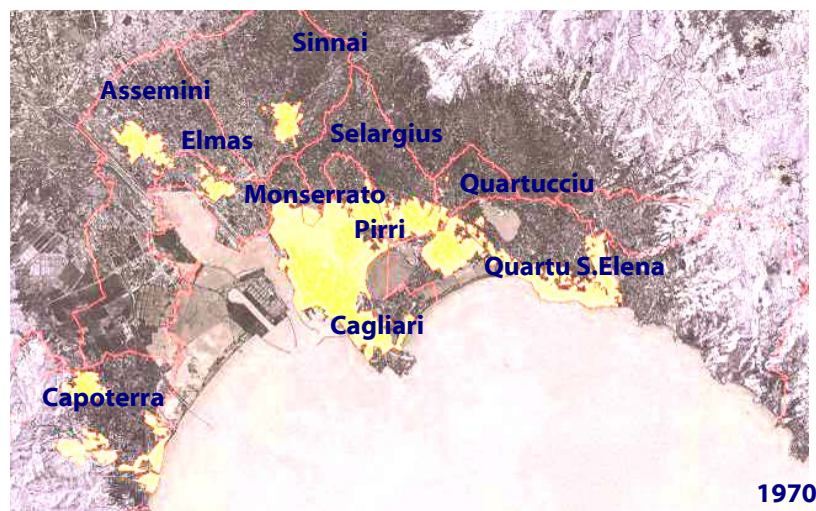 Sinnai
Assemini
Elmas
Selargius
Monserrato
Quartucciu
Pirri
Quartu S.Elena
Cagliari
Capoterra
1970